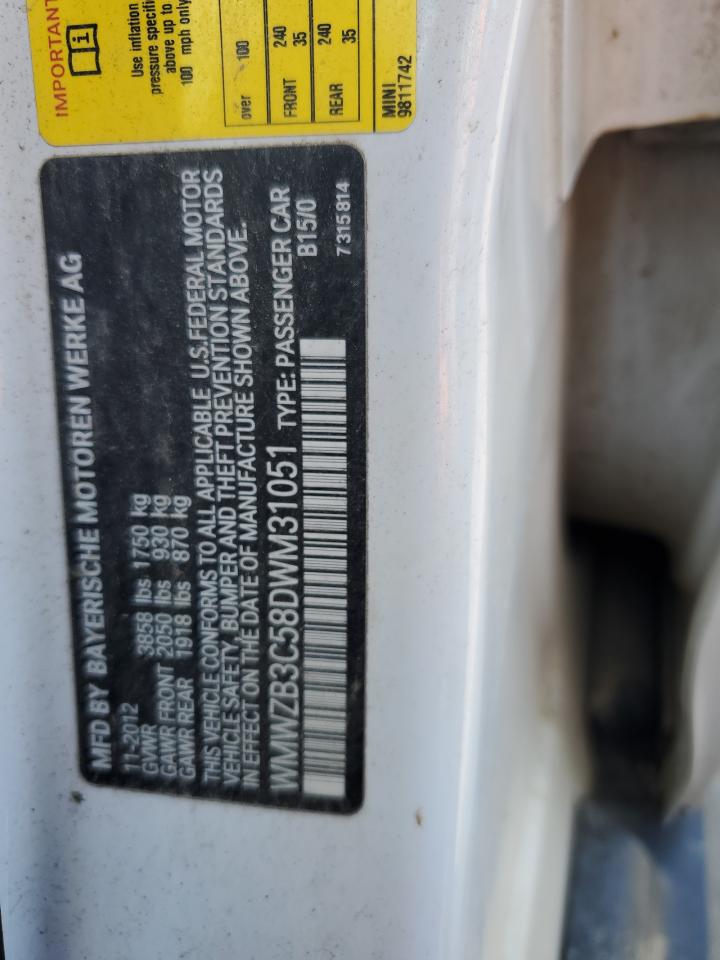 IMPORTANT
Use inflation
pressure specifi
above up to
100 mph only
over 100
FRONT 240 35
REAR 240 35
MINI
9811742
MFD BY BAYERISCHE MOTOREN WERKE AG
11-2012
GVWR 3858 lbs 1750 kg
GAWR FRONT 2050 lbs 930 kg
GAWR REAR 1918 lbs 870 kg
THIS VEHICLE CONFORMS TO ALL APPLICABLE U.S. FEDERAL MOTOR
VEHICLE SAFETY, BUMPER AND THEFT PREVENTION STANDARDS
IN EFFECT ON THE DATE OF MANUFACTURE SHOWN ABOVE.
WMWZB3C58DWM31051 TYPE: PASSENGER CAR
B15/0
7 315 814